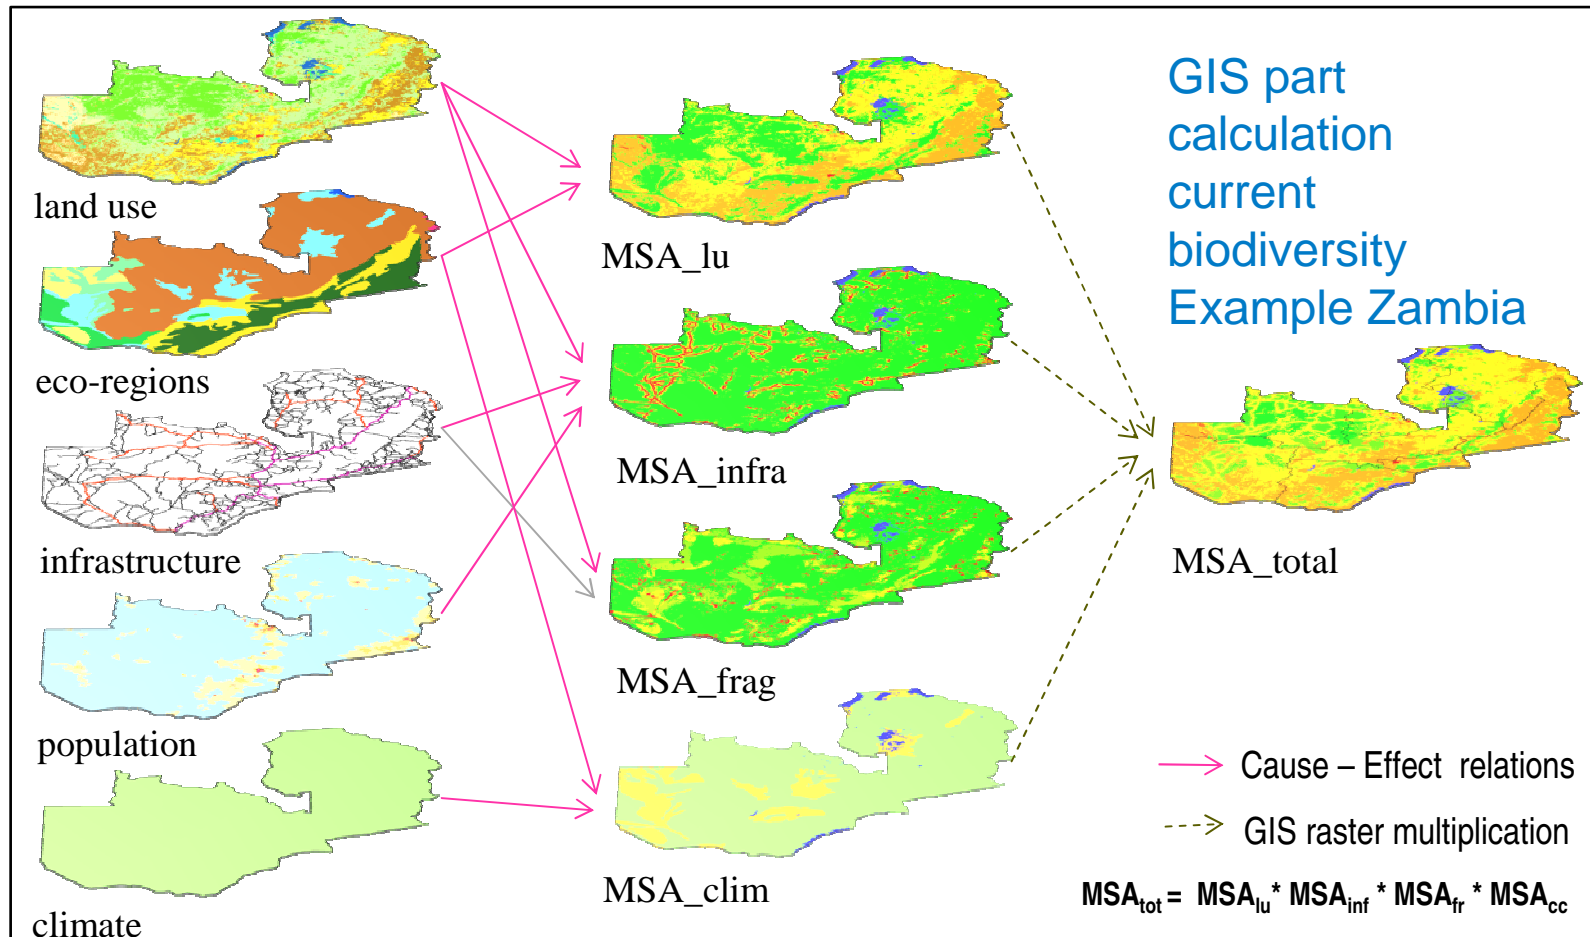 GIS part
calculation
current
biodiversity
Example Zambia
land use
eco-regions
infrastructure
population
climate
MSA_lu
MSA_infra
MSA_frag
MSA_clim
MSA_total
Cause – Effect relations
GIS raster multiplication
MSAtot = MSAlu* MSAinf * MSAfr * MSAcc